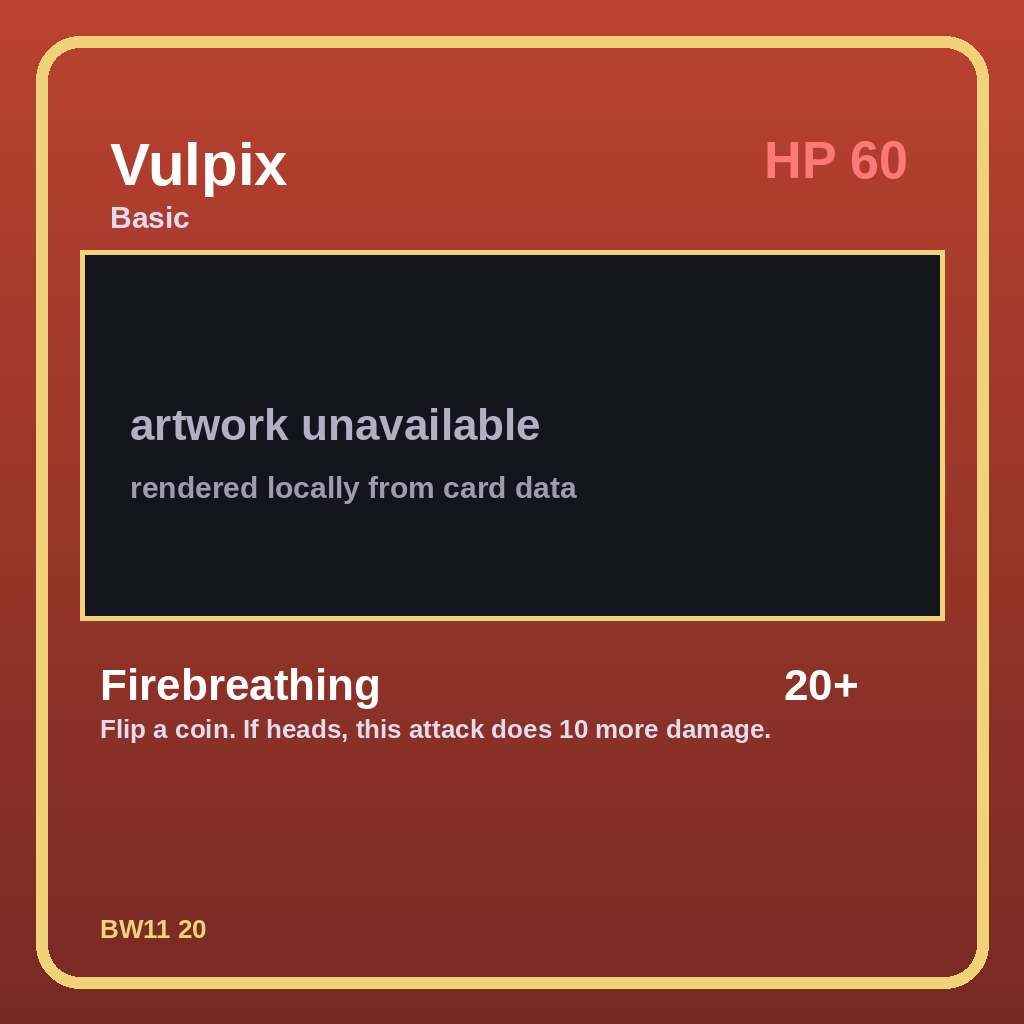 Vulpix
HP 60
Basic
artwork unavailable
rendered locally from card data
Firebreathing
20+
Flip a coin. If heads, this attack does 10 more damage.
BW11 20